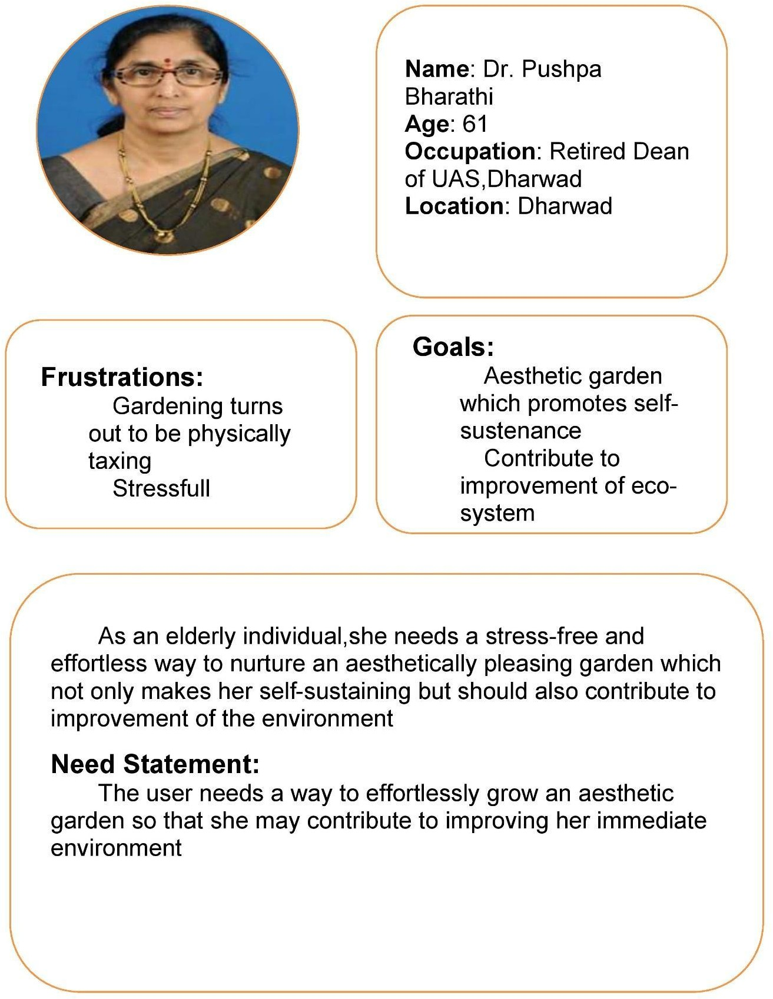 Name: Dr. Pushpa
Bharathi
Age: 61
Occupation: Retired Dean
of UAS,Dharwad
Location: Dharwad
Frustrations:
Gardening turns
out to be physically
taxing
Stressfull
Goals:
Aesthetic garden
which promotes self-
sustenance
Contribute to
improvement of eco-
system
As an elderly individual,she needs a stress-free and
effortless way to nurture an aesthetically pleasing garden which
not only makes her self-sustaining but should also contribute to
improvement of the environment
Need Statement:
The user needs a way to effortlessly grow an aesthetic
garden so that she may contribute to improving her immediate
environment